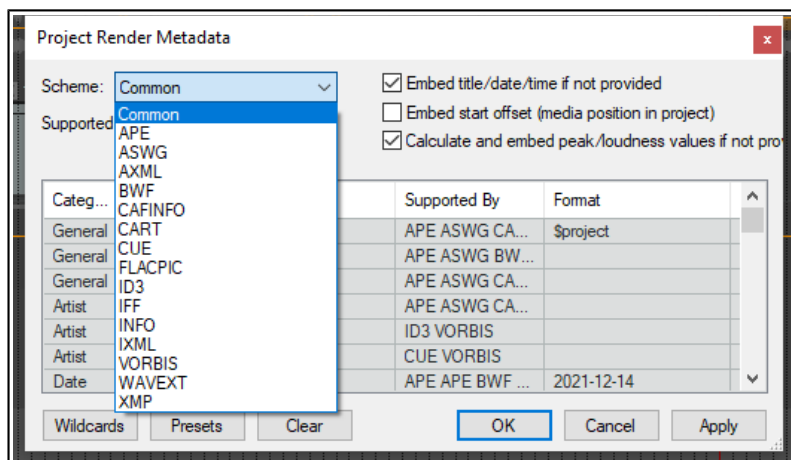 Project Render Metadata
x
Scheme: Common
Embed title/date/time if not provided
Embed start offset (media position in project)
Calculate and embed peak/loudness values if not prov
Supported
Common
APE
ASWG
AXML
BWF
CAFINFO
CART
CUE
FLACPIC
ID3
IFF
INFO
IXML
VORBIS
WAVEXT
XMP
Categ... Supported By Format
General APE ASWG CA... $project
General APE ASWG BW...
General APE ASWG CA...
Artist APE ASWG CA...
Artist ID3 VORBIS
Artist CUE VORBIS
Date APE APE BWF ... 2021-12-14
Wildcards Presets Clear OK Cancel Apply